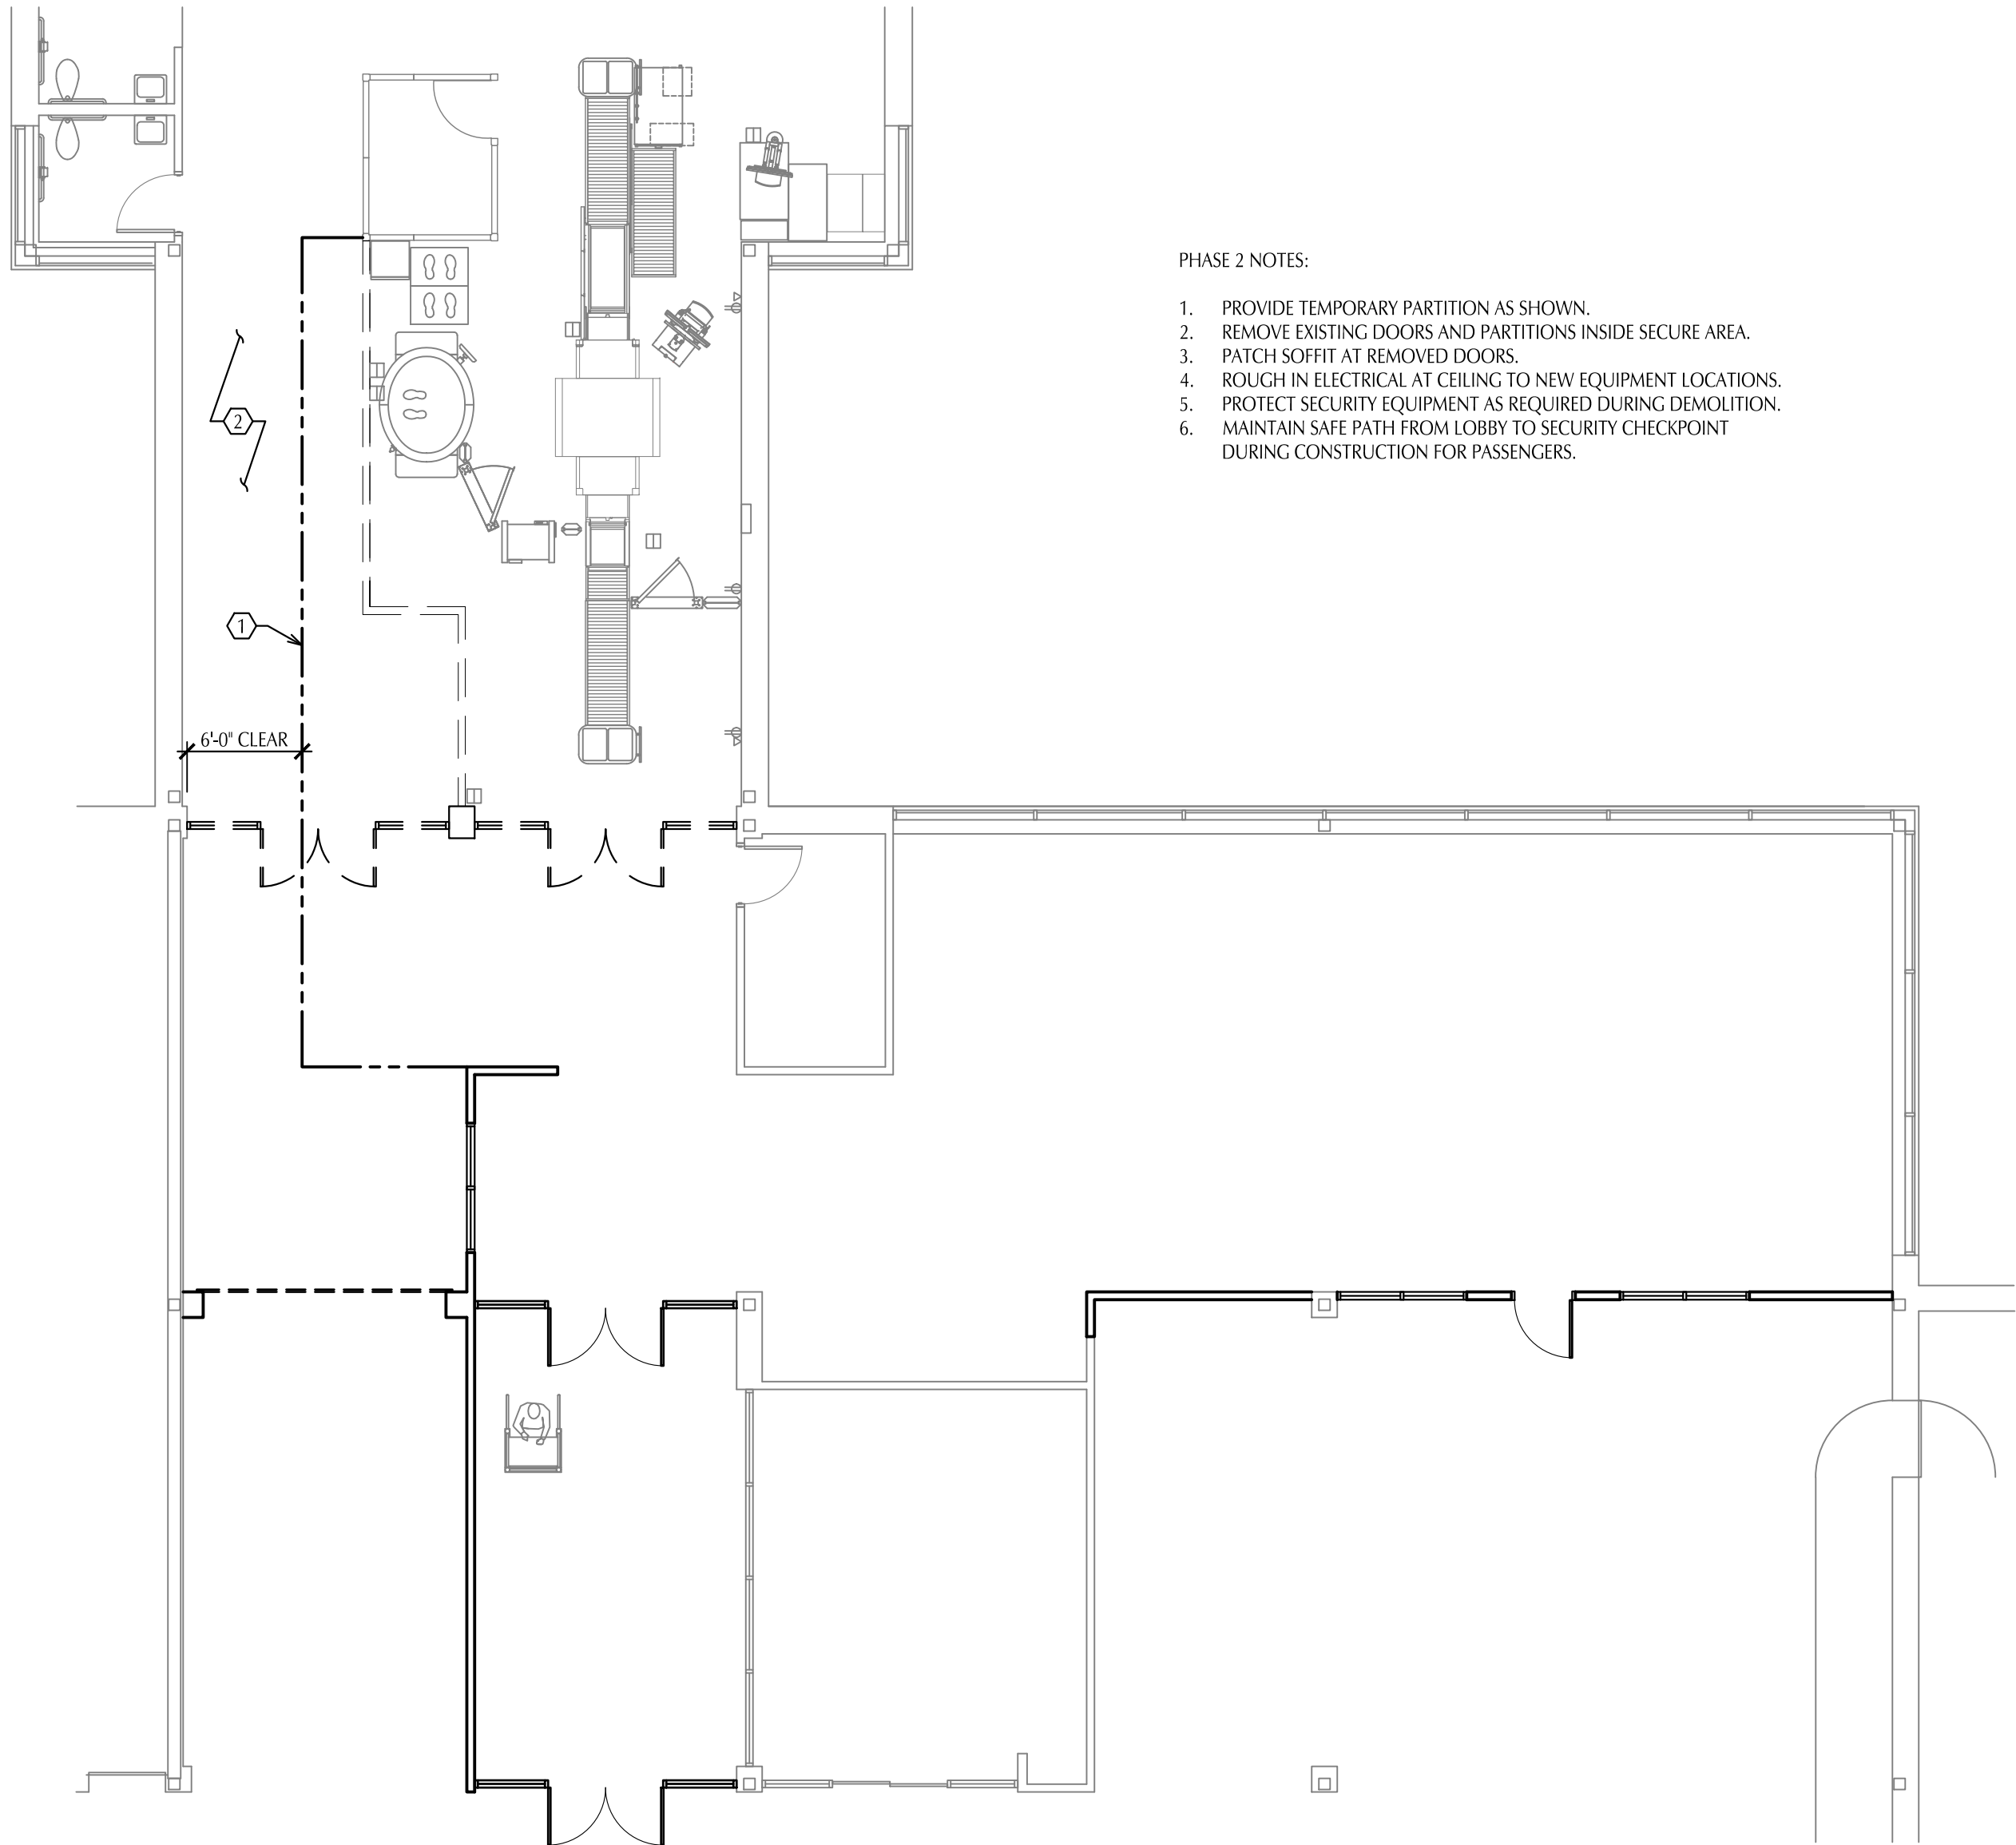 PHASE 2 NOTES:
1. PROVIDE TEMPORARY PARTITION AS SHOWN.
2. REMOVE EXISTING DOORS AND PARTITIONS INSIDE SECURE AREA.
3. PATCH SOFFIT AT REMOVED DOORS.
4. ROUGH IN ELECTRICAL AT CEILING TO NEW EQUIPMENT LOCATIONS.
5. PROTECT SECURITY EQUIPMENT AS REQUIRED DURING DEMOLITION.
6. MAINTAIN SAFE PATH FROM LOBBY TO SECURITY CHECKPOINT
DURING CONSTRUCTION FOR PASSENGERS.
2
1
6'-0" CLEAR